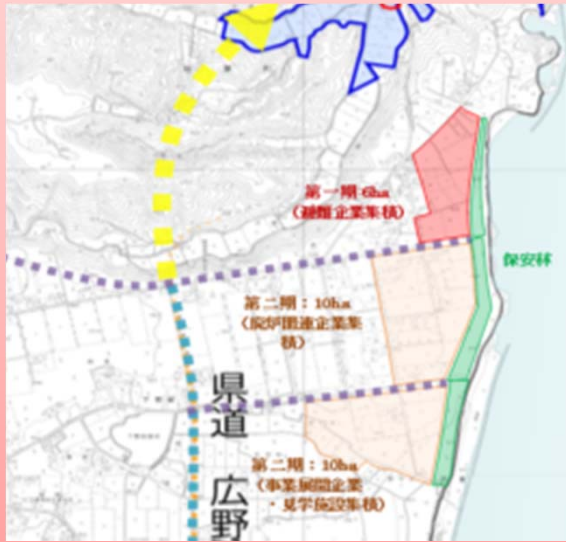 第一期:6ha
(避難企業集積)
保安林
第二期:10ha
(廃炉関連企業集
積)
県道 広野
第二期:10ha
(事業展開企業
・見学施設集積)